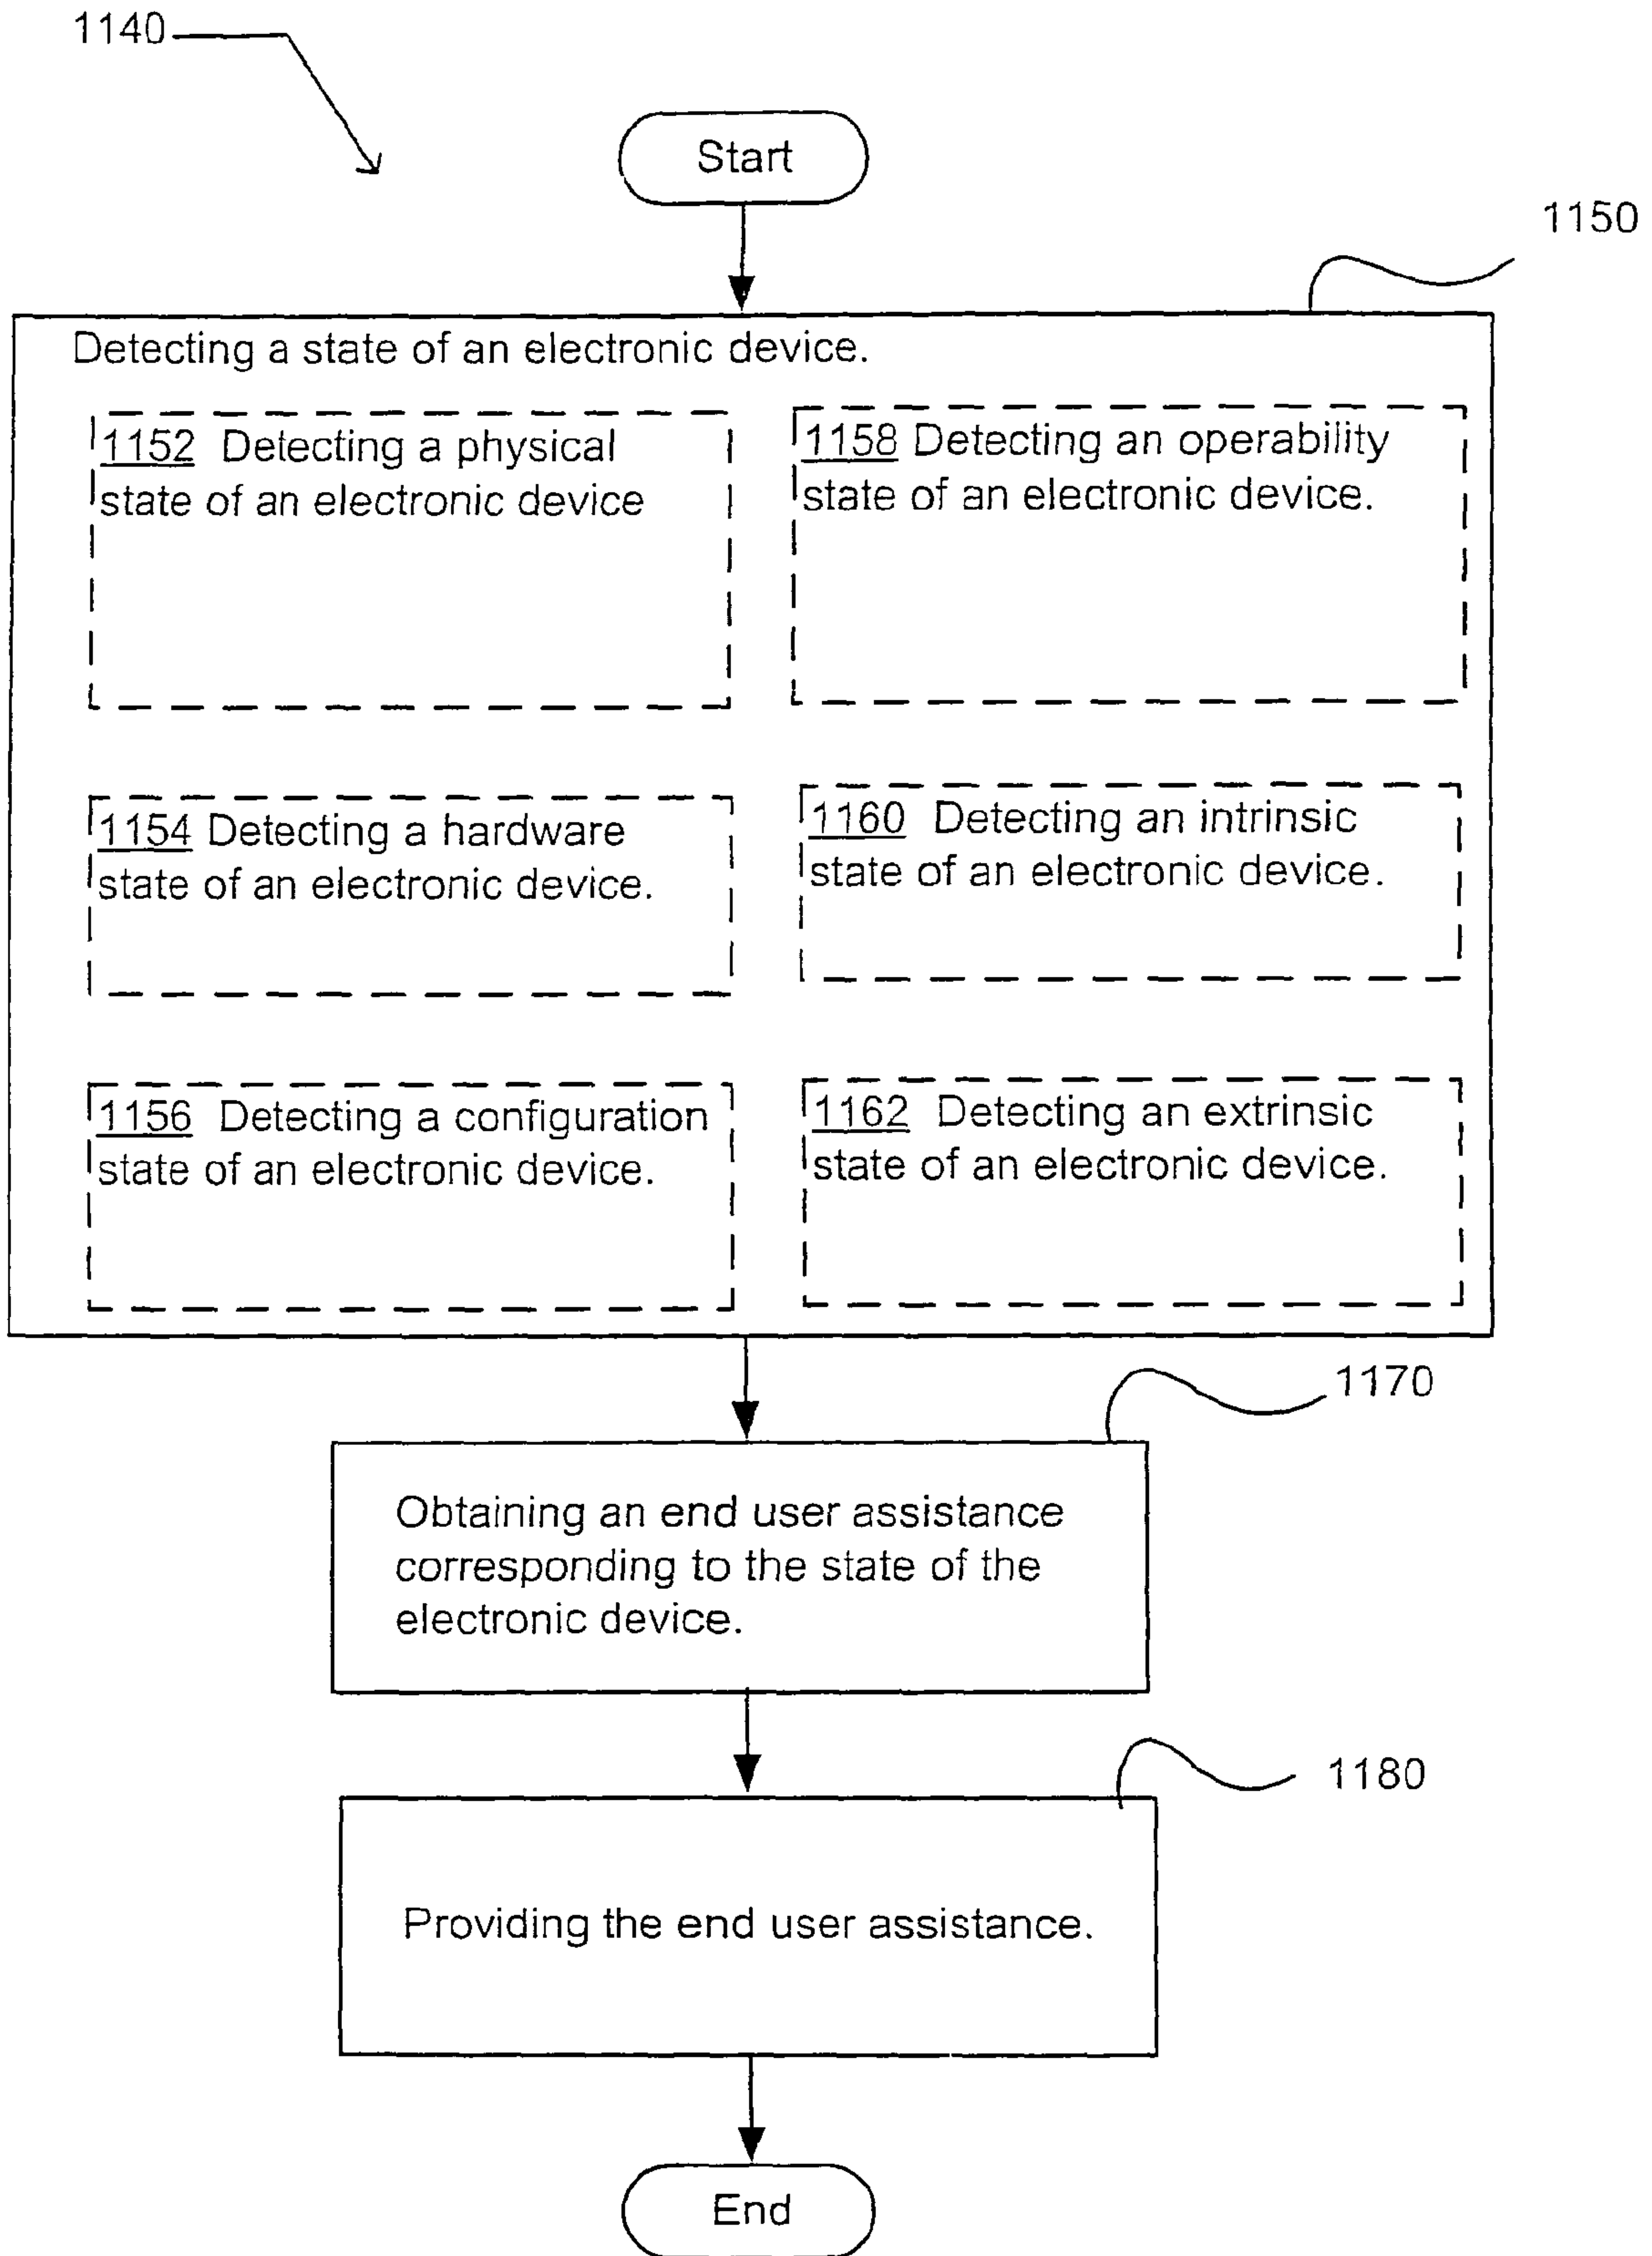 1140
Start
1150
Detecting a state of an electronic device.
1152 Detecting a physical
state of an electronic device
1158 Detecting an operability
state of an electronic device.
1154 Detecting a hardware
state of an electronic device.
1160 Detecting an intrinsic
state of an electronic device.
1156 Detecting a configuration
state of an electronic device.
1162 Detecting an extrinsic
state of an electronic device.
1170
Obtaining an end user assistance
corresponding to the state of the
electronic device.
1180
Providing the end user assistance.
End